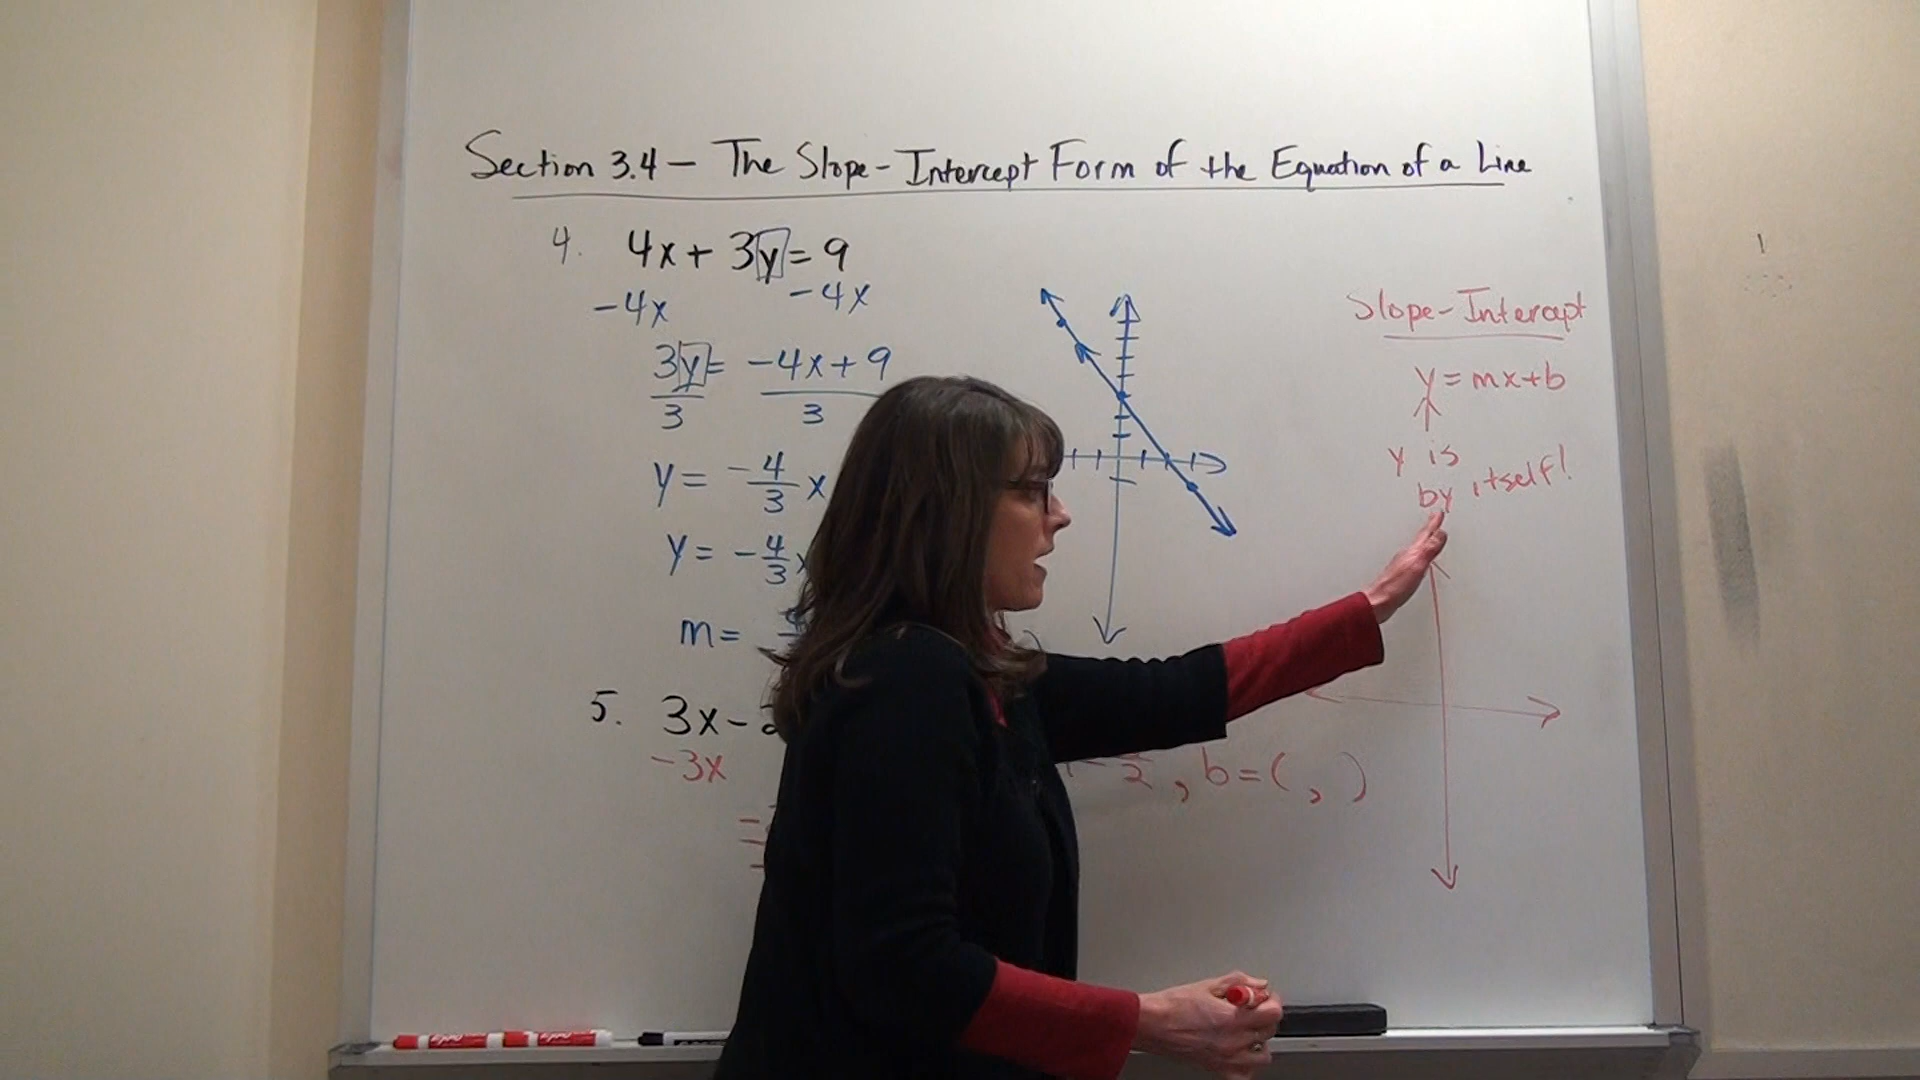 Section 3.4 — The Slope-Intercept Form of the Equation of a Line
4. 4x + 3y = 9
-4x -4x
3y = -4x + 9
3 3
y = -4/3 x
y = -4/3 x
m =
5. 3x -
-3x
Slope-Intercept
y = mx+b
y is
by itself!
2, b = ( , )